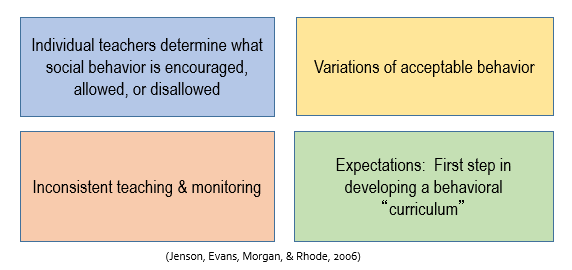 Individual teachers determine what
social behavior is encouraged,
allowed, or disallowed
Variations of acceptable behavior
Inconsistent teaching & monitoring
Expectations:  First step in
developing a behavioral
“curriculum”
(Jenson, Evans, Morgan, & Rhode, 2006)